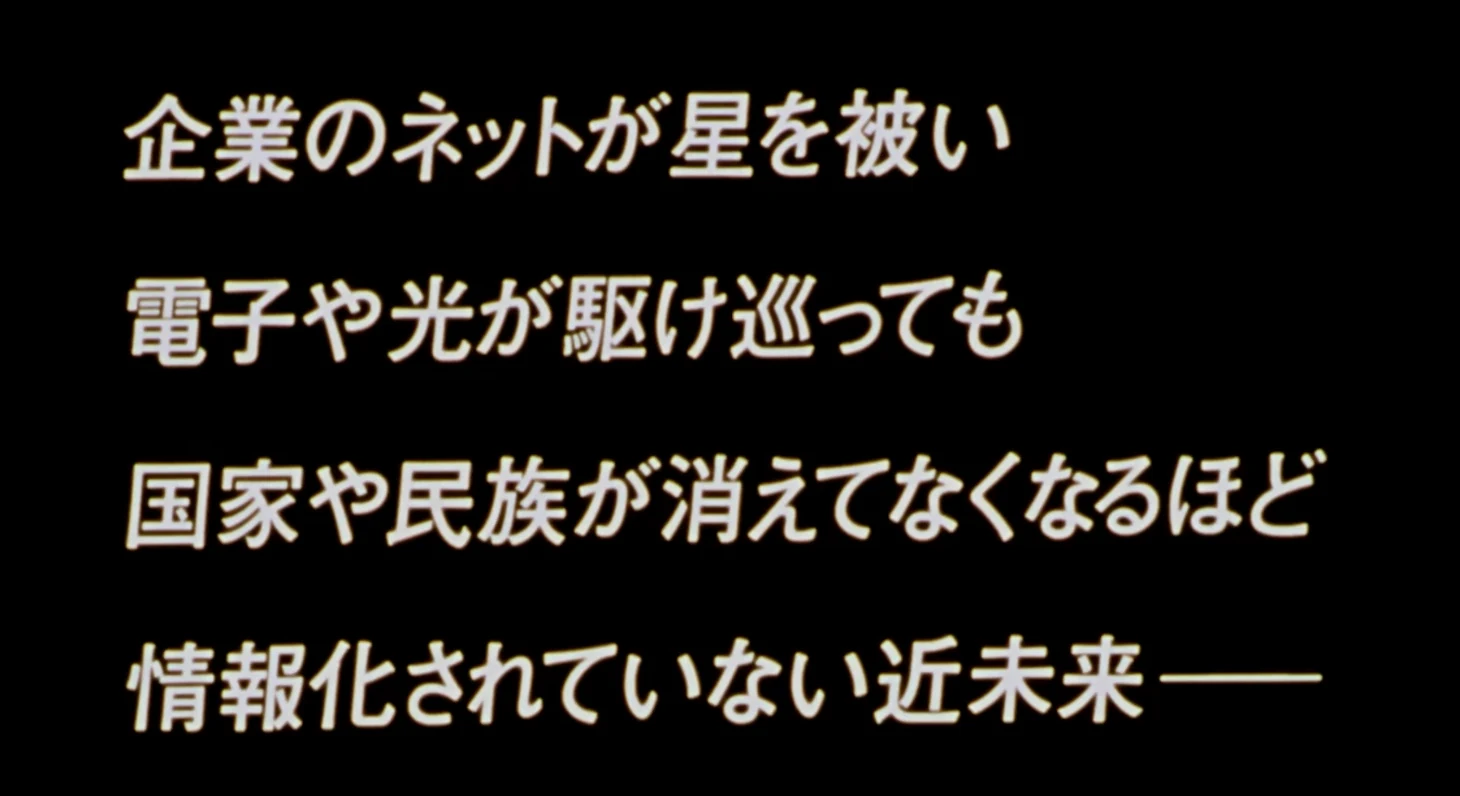 企業のネットが星を被い
電子や光が駆け巡っても
国家や民族が消えてなくなるほど
情報化されていない近未来――